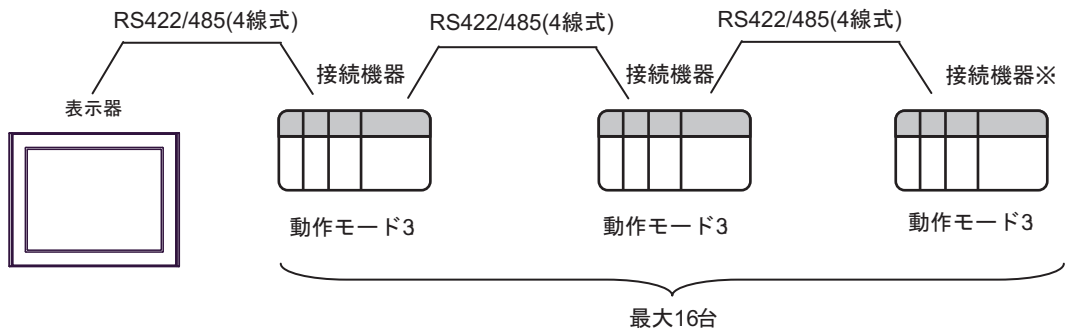 RS422/485(4線式)
RS422/485(4線式)
RS422/485(4線式)
接続機器
接続機器
接続機器※
表示器
動作モード3
動作モード3
動作モード3
最大16台